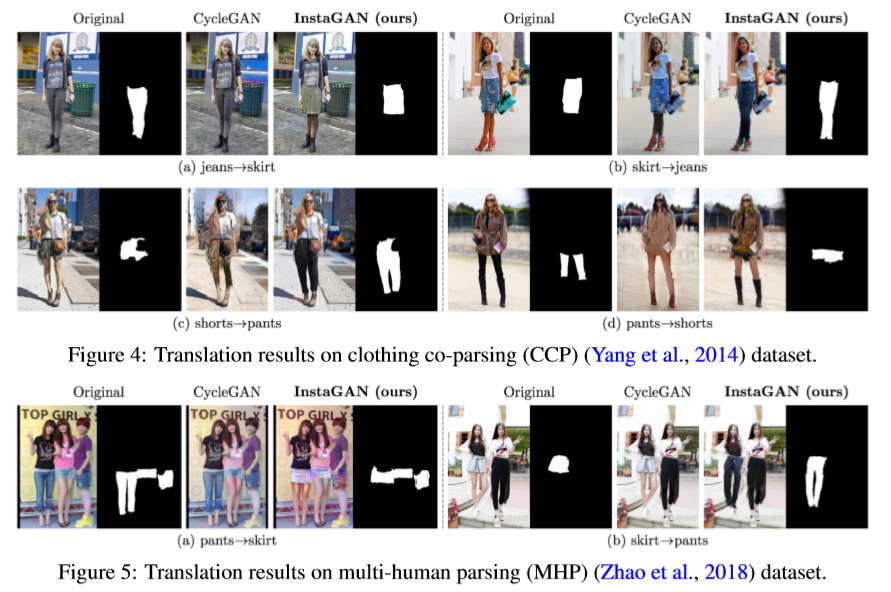 Original CycleGAN InstaGAN (ours) Original CycleGAN InstaGAN (ours)
(a) jeans→skirt (b) skirt→jeans
(c) shorts→pants (d) pants→shorts
Figure 4: Translation results on clothing co-parsing (CCP) (Yang et al., 2014) dataset.
Original CycleGAN InstaGAN (ours) Original CycleGAN InstaGAN (ours)
TOP GIRL X TOP GIRL X TOP GIRL X
(a) pants→skirt (b) skirt→pants
Figure 5: Translation results on multi-human parsing (MHP) (Zhao et al., 2018) dataset.